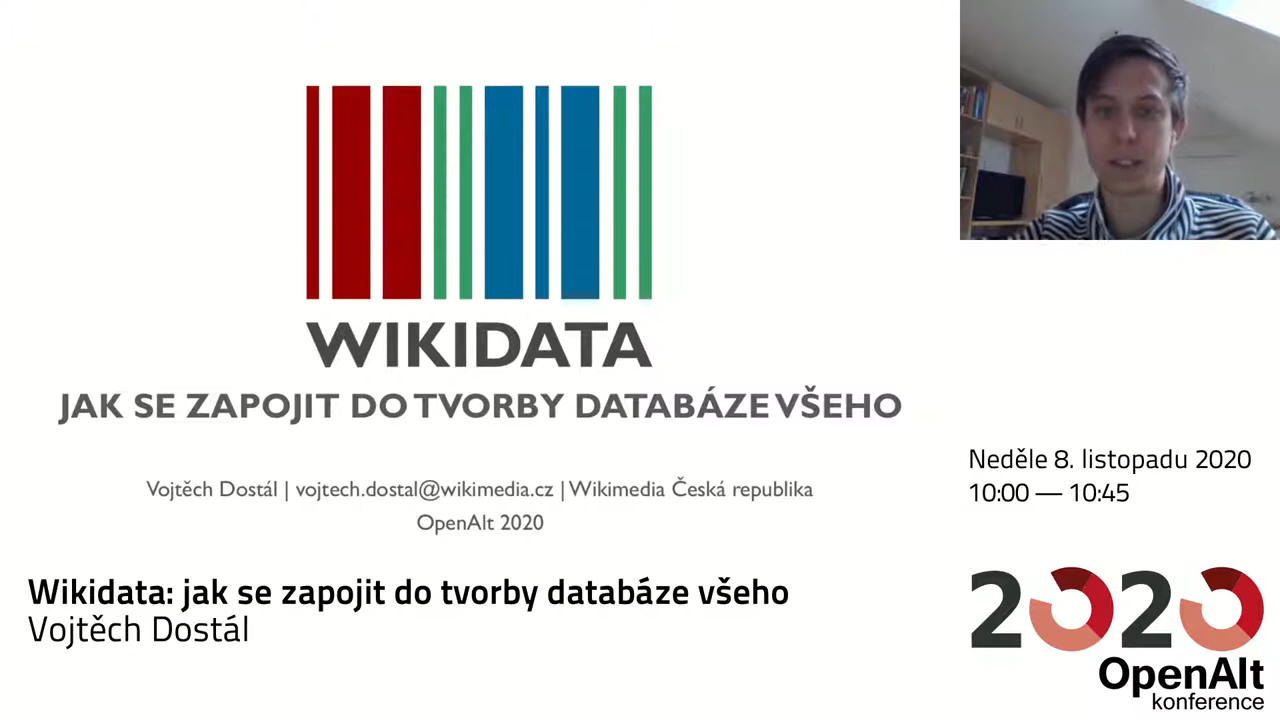 WIKIDATA
JAK SE ZAPOJIT DO TVORBY DATABÁZE VŠEHO
Vojtěch Dostál | vojtech.dostal@wikimedia.cz | Wikimedia Česká republika
OpenAlt 2020
Wikidata: jak se zapojit do tvorby databáze všeho
Vojtěch Dostál
Neděle 8. listopadu 2020
10:00 — 10:45
2020
OpenAlt
konference